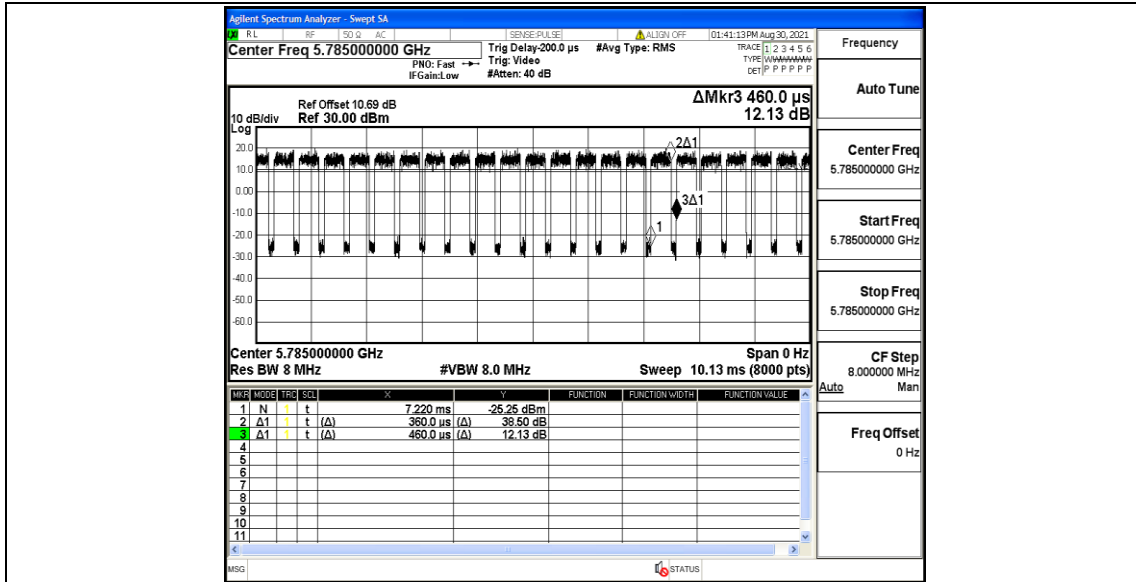 Agilent Spectrum Analyzer - Swept SA
RL RF 50 Ω AC SENSE:PULSE ALIGN OFF 01:41:13 PM Aug 30, 2021
Center Freq 5.785000000 GHz
Trig Delay-200.0 µs #Avg Type: RMS
TRACE 1 2 3 4 5 6
PNO: Fast Trig: Video
TYPE
IFGain:Low #Atten: 40 dB
DET P P P P P P
ΔMkr3 460.0 µs
12.13 dB
Ref Offset 10.69 dB
10 dB/div Ref 30.00 dBm
Log
20.0
10.0
0.00
-10.0
-20.0
-30.0
-40.0
-50.0
-60.0
2Δ1
3Δ1
1
Center 5.785000000 GHz Span 0 Hz
Res BW 8 MHz #VBW 8.0 MHz Sweep 10.13 ms (8000 pts)
MKR MODE TRC SCL X Y FUNCTION FUNCTION WIDTH FUNCTION VALUE
1 N 1 t 7.220 ms -25.25 dBm
2 Δ1 1 t (Δ) 360.0 µs (Δ) 38.50 dB
3 Δ1 1 t (Δ) 460.0 µs (Δ) 12.13 dB
4
5
6
7
8
9
10
11
MSG STATUS
Frequency
Auto Tune
Center Freq
5.785000000 GHz
Start Freq
5.785000000 GHz
Stop Freq
5.785000000 GHz
CF Step
8.000000 MHz
Auto Man
Freq Offset
0 Hz